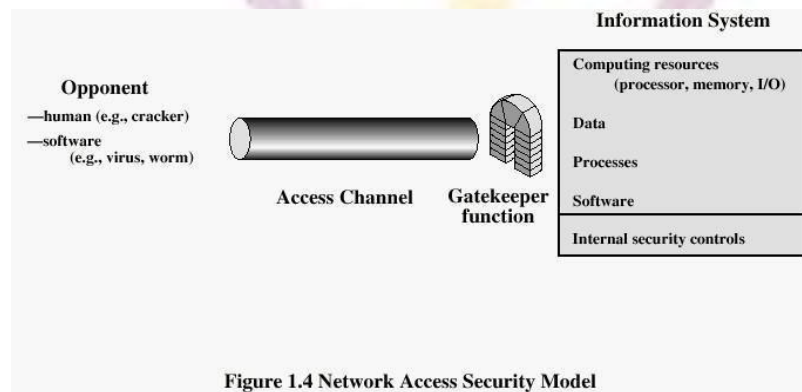 Information System
Opponent
—human (e.g., cracker)
—software
(e.g., virus, worm)
Access Channel
Gatekeeper
function
Computing resources
(processor, memory, I/O)
Data
Processes
Software
Internal security controls
Figure 1.4 Network Access Security Model